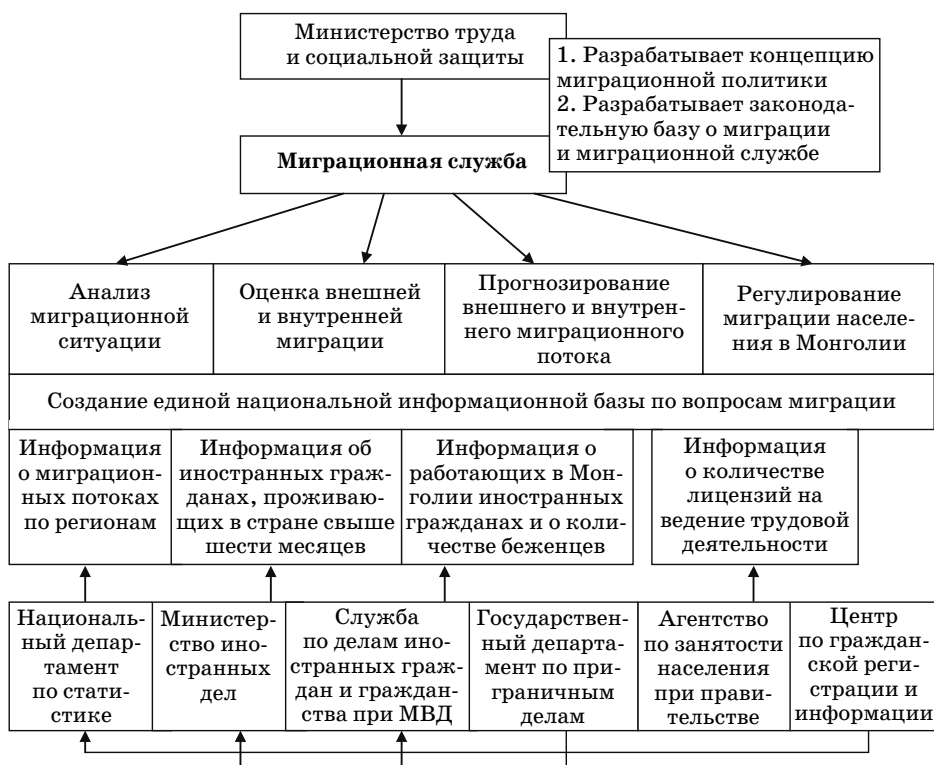 Министерство труда
и социальной защиты
1. Разрабатывает концепцию
миграционной политики
2. Разрабатывает законода-
тельную базу о миграции
и миграционной службе
Миграционная служба
Анализ
миграционной
ситуации
Оценка внешней
и внутренней
миграции
Прогнозирование
внешнего и внутрен-
него миграционного
потока
Регулирование
миграции населе-
ния в Монголии
Создание единой национальной информационной базы по вопросам миграции
Информация
о миграцион-
ных потоках
по регионам
Информация об
иностранных граж-
данах, проживаю-
щих в стране свыше
шести месяцев
Информация о
работающих в Мон-
голии иностранных
гражданах и о коли-
честве беженцев
Информация
о количестве
лицензий на
ведение трудовой
деятельности
Националь-
ный депар-
тамент
по стати-
стике
Министер-
ство ино-
странных
дел
Служба
по делам ино-
странных граж-
дан и граждан-
ства при МВД
Государствен-
ный департа-
мент по при-
граничным
делам
Агентство
по занятости
населения
при прави-
тельстве
Центр
по граждан-
ской регис-
трации и
информации